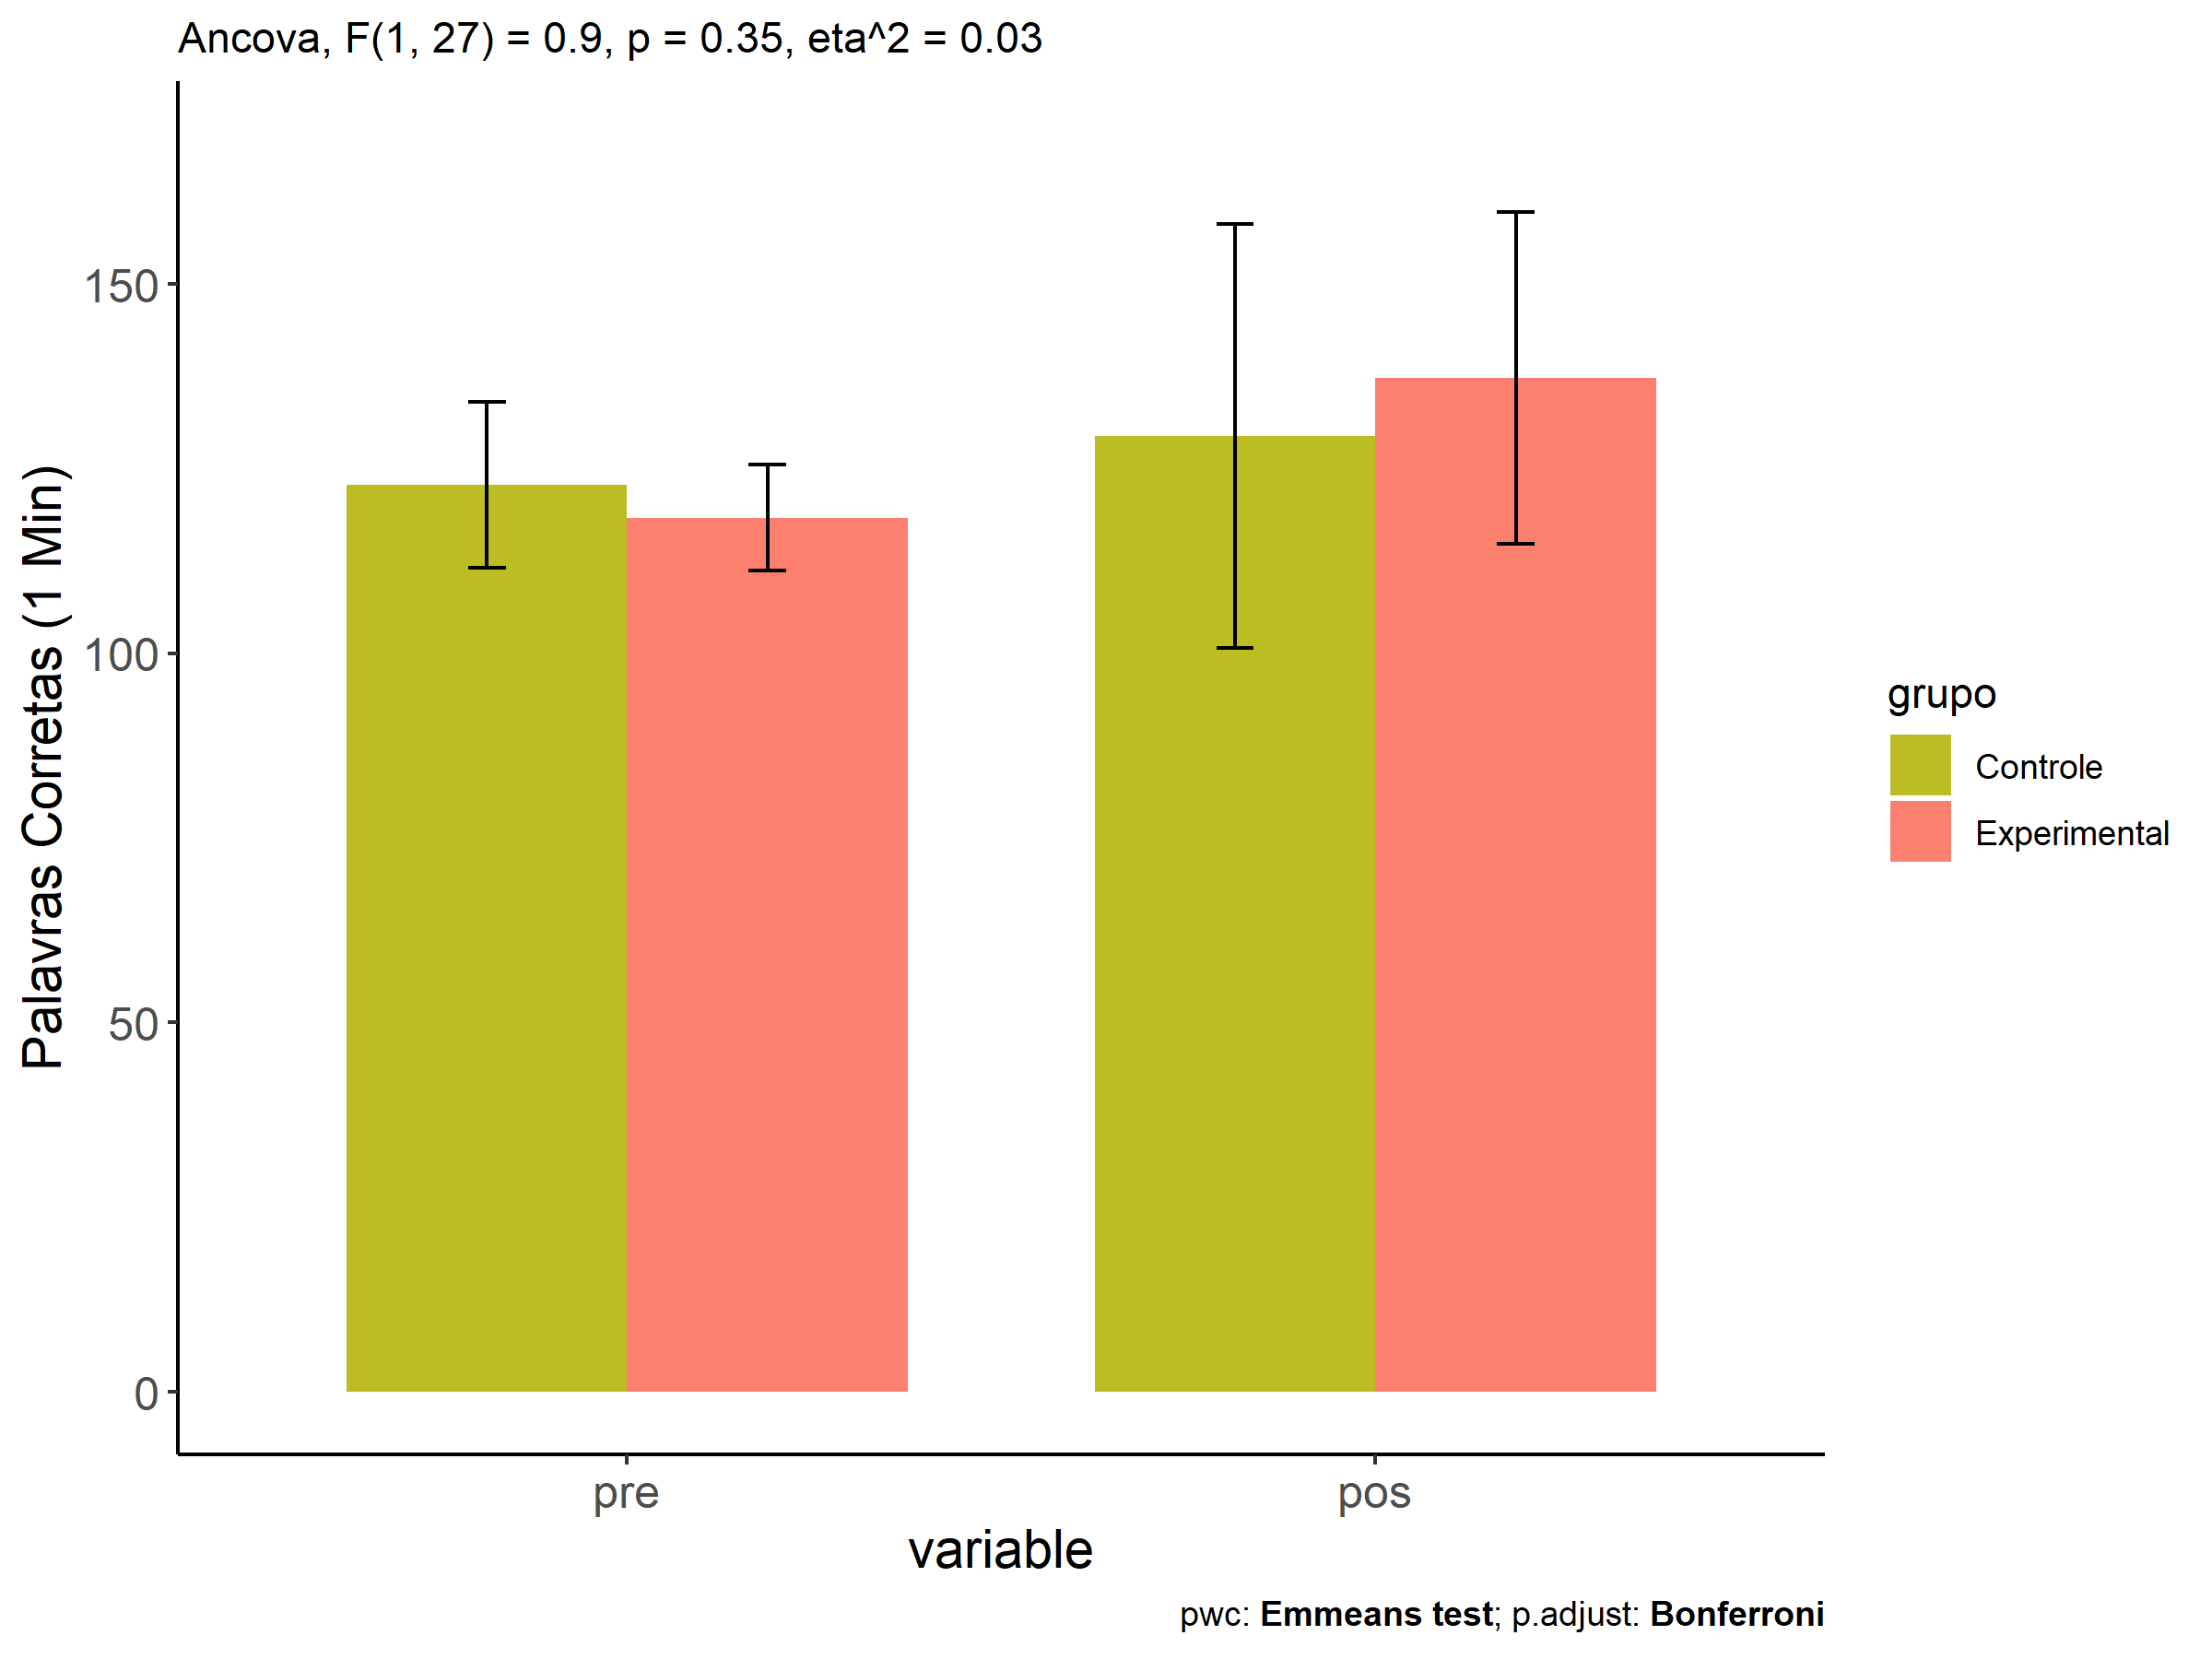 Ancova, F(1, 27) = 0.9, p = 0.35, eta^2 = 0.03
Palavras Corretas (1 Min)
150
100
50
0
pre
pos
variable
grupo
Controle
Experimental
pwc: Emmeans test; p.adjust: Bonferroni